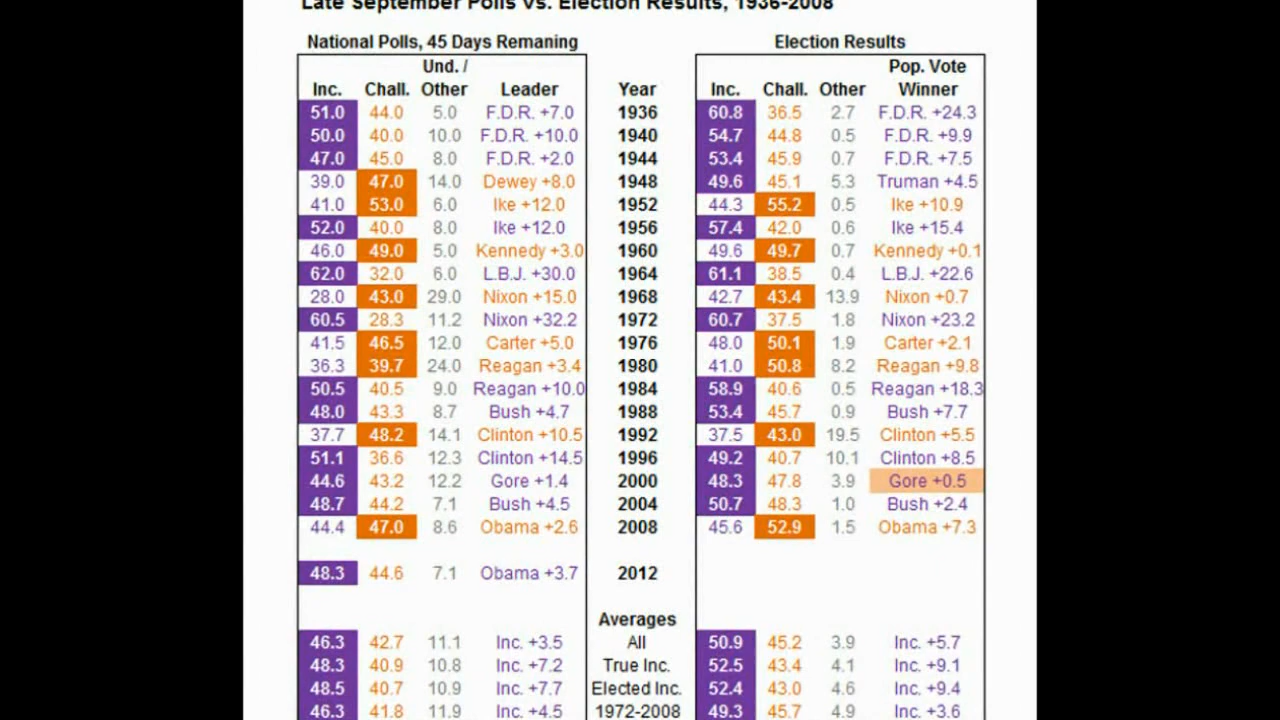 Late September Polls vs. Election Results, 1936-2008
National Polls, 45 Days Remaning Election Results
Und. / Pop. Vote
Inc. Chall. Other Leader Year Inc. Chall. Other Winner
51.0 44.0 5.0 F.D.R. +7.0 1936 60.8 36.5 2.7 F.D.R. +24.3
50.0 40.0 10.0 F.D.R. +10.0 1940 54.7 44.8 0.5 F.D.R. +9.9
47.0 45.0 8.0 F.D.R. +2.0 1944 53.4 45.9 0.7 F.D.R. +7.5
39.0 47.0 14.0 Dewey +8.0 1948 49.6 45.1 5.3 Truman +4.5
41.0 53.0 6.0 Ike +12.0 1952 44.3 55.2 0.5 Ike +10.9
52.0 40.0 8.0 Ike +12.0 1956 57.4 42.0 0.6 Ike +15.4
46.0 49.0 5.0 Kennedy +3.0 1960 49.6 49.7 0.7 Kennedy +0.1
62.0 32.0 6.0 L.B.J. +30.0 1964 61.1 38.5 0.4 L.B.J. +22.6
28.0 43.0 29.0 Nixon +15.0 1968 42.7 43.4 13.9 Nixon +0.7
60.5 28.3 11.2 Nixon +32.2 1972 60.7 37.5 1.8 Nixon +23.2
41.5 46.5 12.0 Carter +5.0 1976 48.0 50.1 1.9 Carter +2.1
36.3 39.7 24.0 Reagan +3.4 1980 41.0 50.8 8.2 Reagan +9.8
50.5 40.5 9.0 Reagan +10.0 1984 58.9 40.6 0.5 Reagan +18.3
48.0 43.3 8.7 Bush +4.7 1988 53.4 45.7 0.9 Bush +7.7
37.7 48.2 14.1 Clinton +10.5 1992 37.5 43.0 19.5 Clinton +5.5
51.1 36.6 12.3 Clinton +14.5 1996 49.2 40.7 10.1 Clinton +8.5
44.6 43.2 12.2 Gore +1.4 2000 48.3 47.8 3.9 Gore +0.5
48.7 44.2 7.1 Bush +4.5 2004 50.7 48.3 1.0 Bush +2.4
44.4 47.0 8.6 Obama +2.6 2008 45.6 52.9 1.5 Obama +7.3
48.3 44.6 7.1 Obama +3.7 2012
Averages
46.3 42.7 11.1 Inc. +3.5 All 50.9 45.2 3.9 Inc. +5.7
48.3 40.9 10.8 Inc. +7.2 True Inc. 52.5 43.4 4.1 Inc. +9.1
48.5 40.7 10.9 Inc. +7.7 Elected Inc. 52.4 43.0 4.6 Inc. +9.4
46.3 41.8 11.9 Inc. +4.5 1972-2008 49.3 45.7 4.9 Inc. +3.6